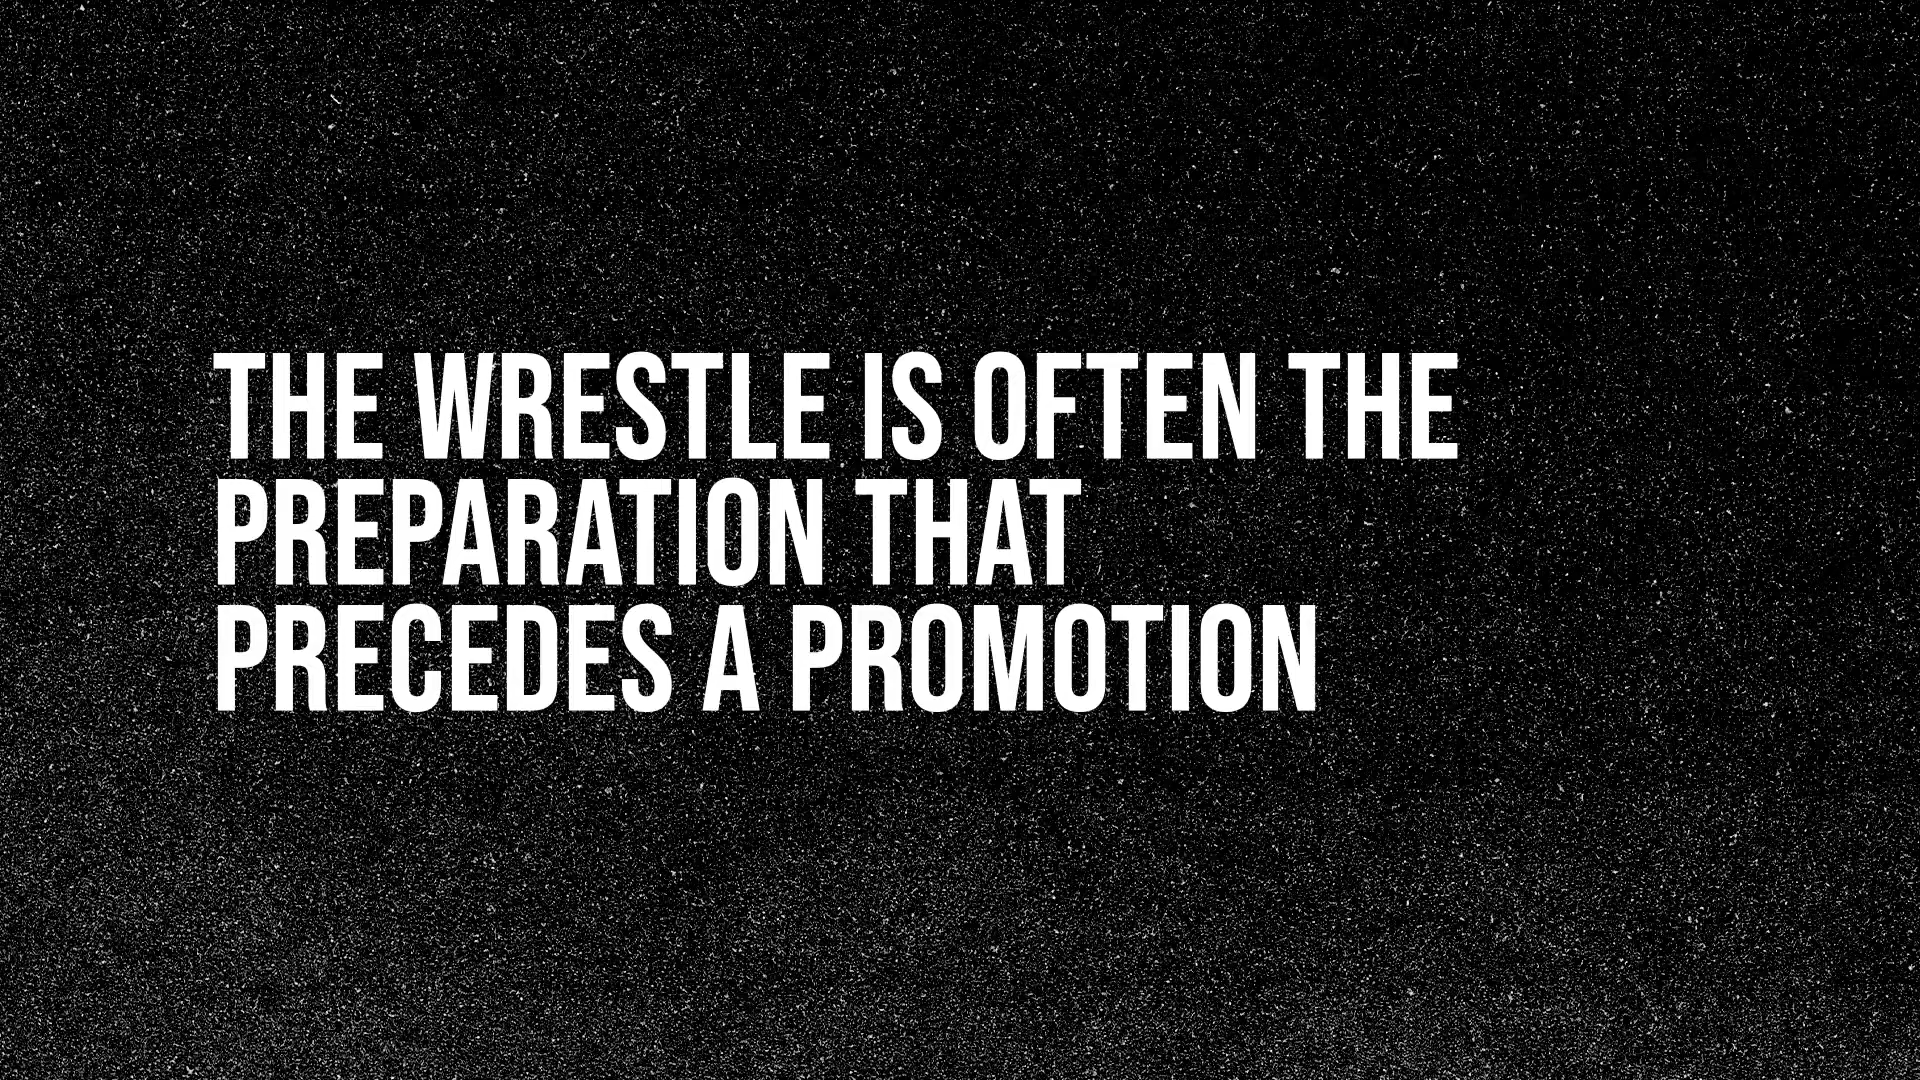 THE WRESTLE IS OFTEN THE
PREPARATION THAT
PRECEDES A PROMOTION